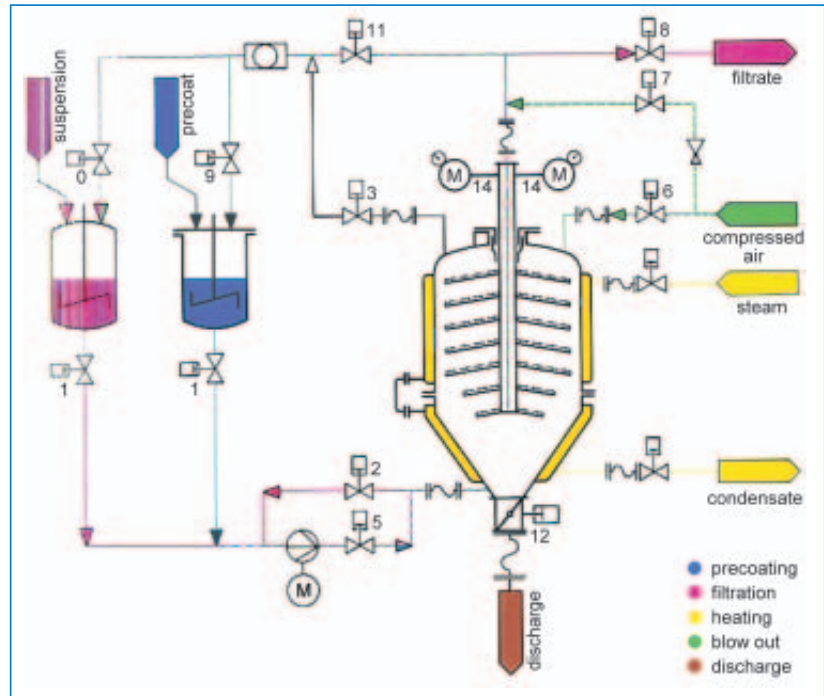 11
8
filtrate
7
suspension
precoat
0
9
3
M
14
14
M
6
compressed
air
steam
1
1
2
5
condensate
12
M
discharge
precoating
filtration
heating
blow out
discharge